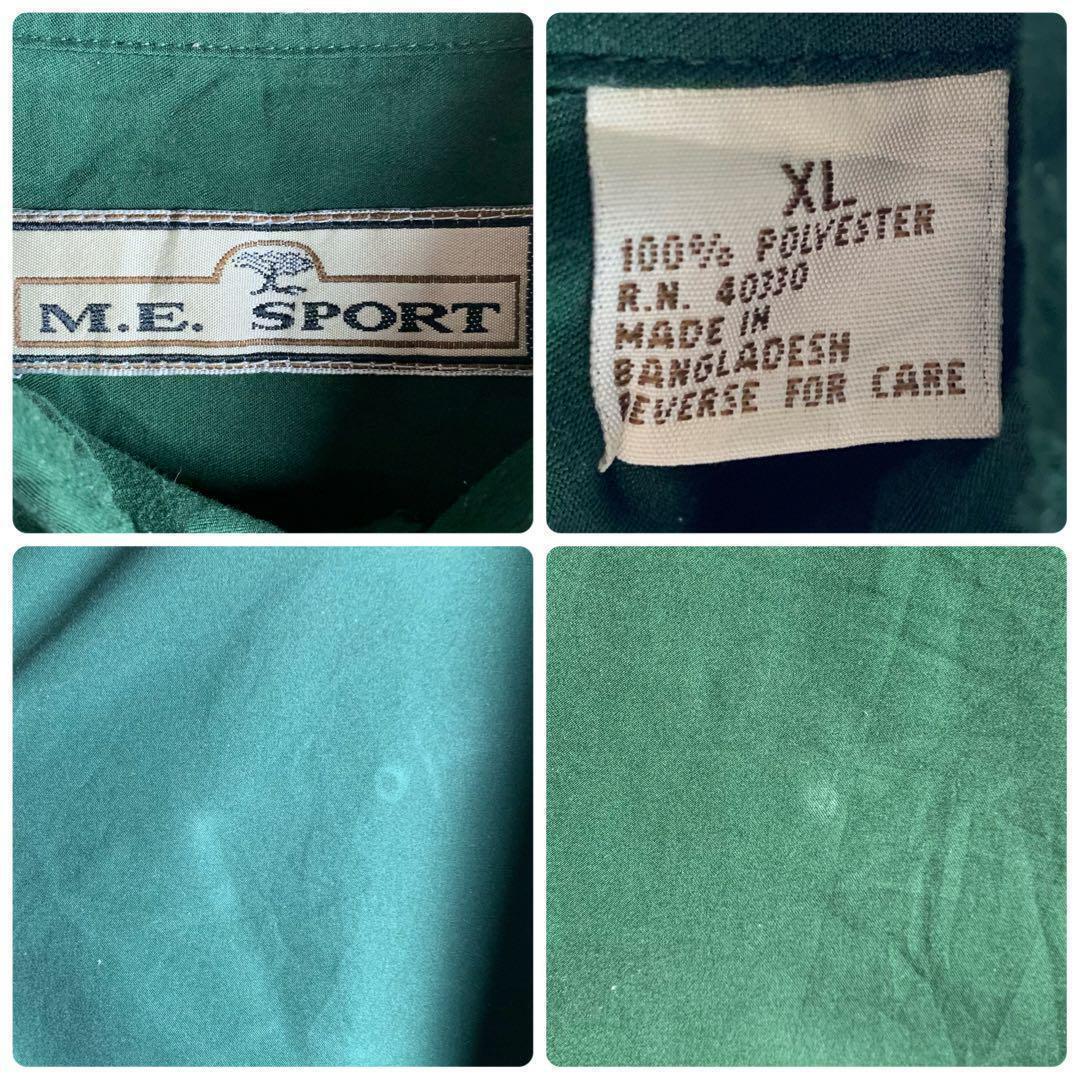 M.E. SPORT
XL
100% POLYESTER
R.N. 40330
MADE IN
BANGLADESH
REVERSE FOR CARE